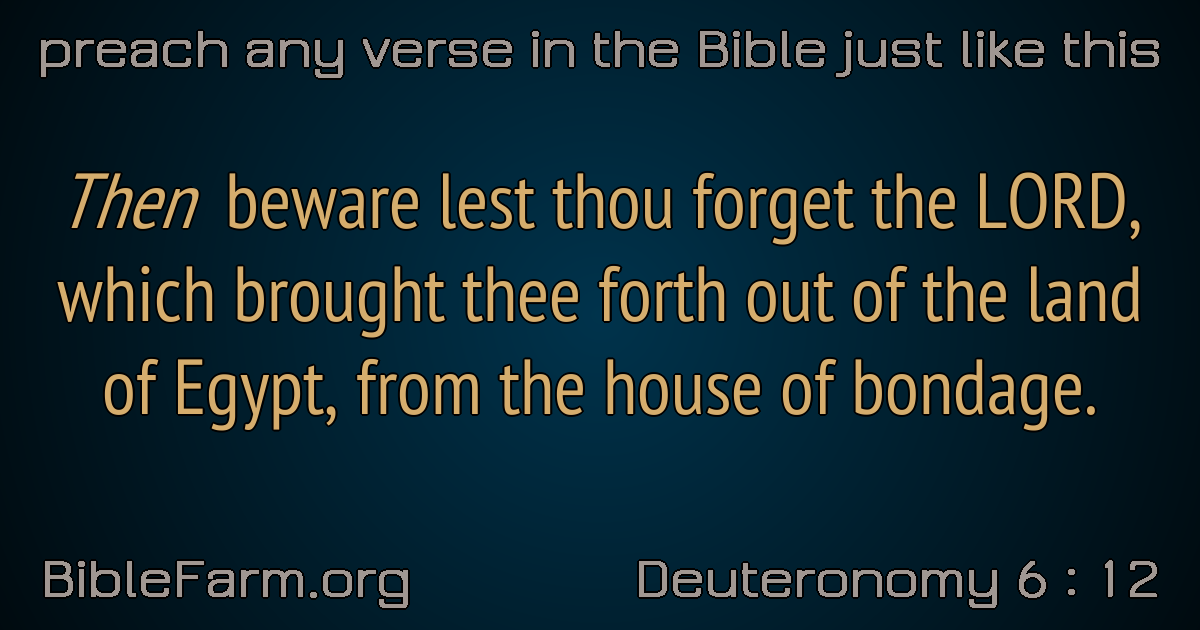 preach any verse in the Bible just like this
Then beware lest thou forget the LORD,
which brought thee forth out of the land
of Egypt, from the house of bondage.
BibleFarm.org
Deuteronomy 6 : 12